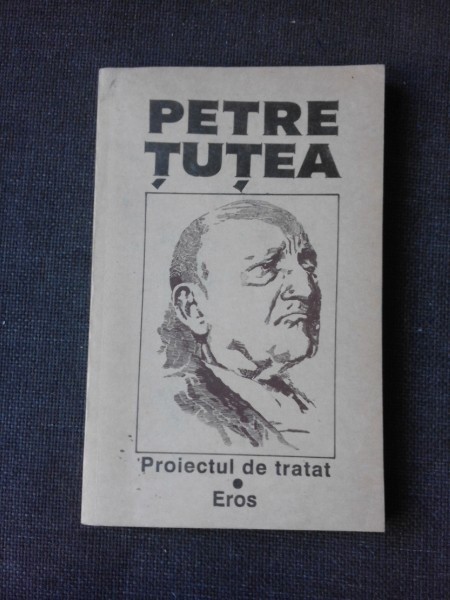 PETRE
ȚUȚEA
Proiectul de tratat
•
Eros